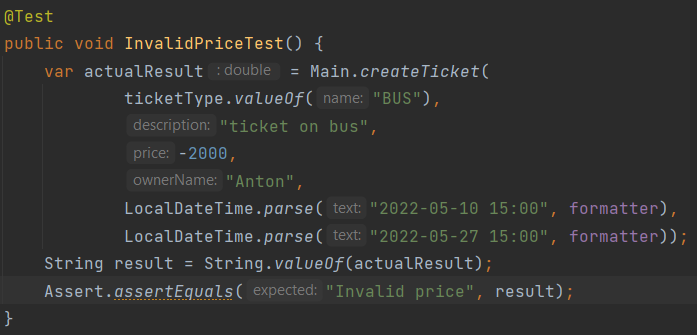 @Test
public void InvalidPriceTest() {
var actualResult : double = Main.createTicket(
ticketType.valueOf( name: "BUS"),
description: "ticket on bus",
price: -2000,
ownerName: "Anton",
LocalDateTime.parse( text: "2022-05-10 15:00", formatter),
LocalDateTime.parse( text: "2022-05-27 15:00", formatter));
String result = String.valueOf(actualResult);
Assert.assertEquals( expected: "Invalid price", result);
}